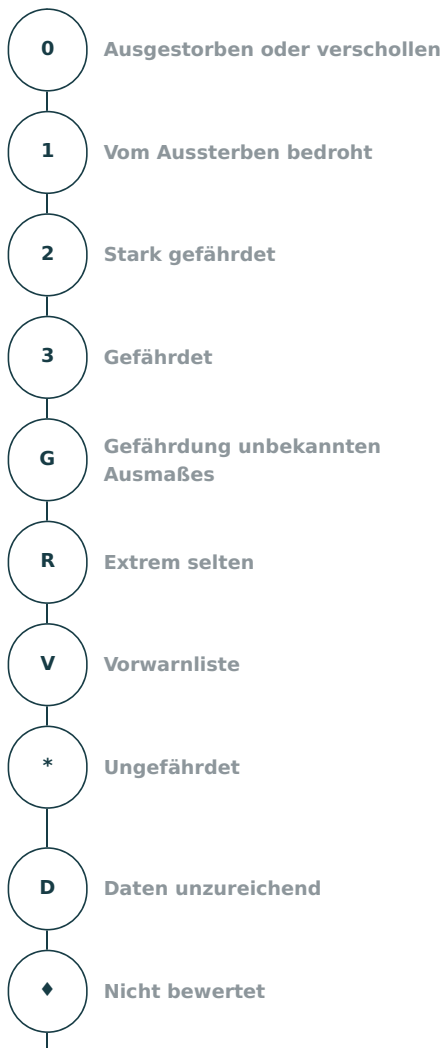 0 Ausgestorben oder verschollen
1 Vom Aussterben bedroht
2 Stark gefährdet
3 Gefährdet
G Gefährdung unbekannten
Ausmaßes
R Extrem selten
V Vorwarnliste
* Ungefährdet
D Daten unzureichend
♦ Nicht bewertet